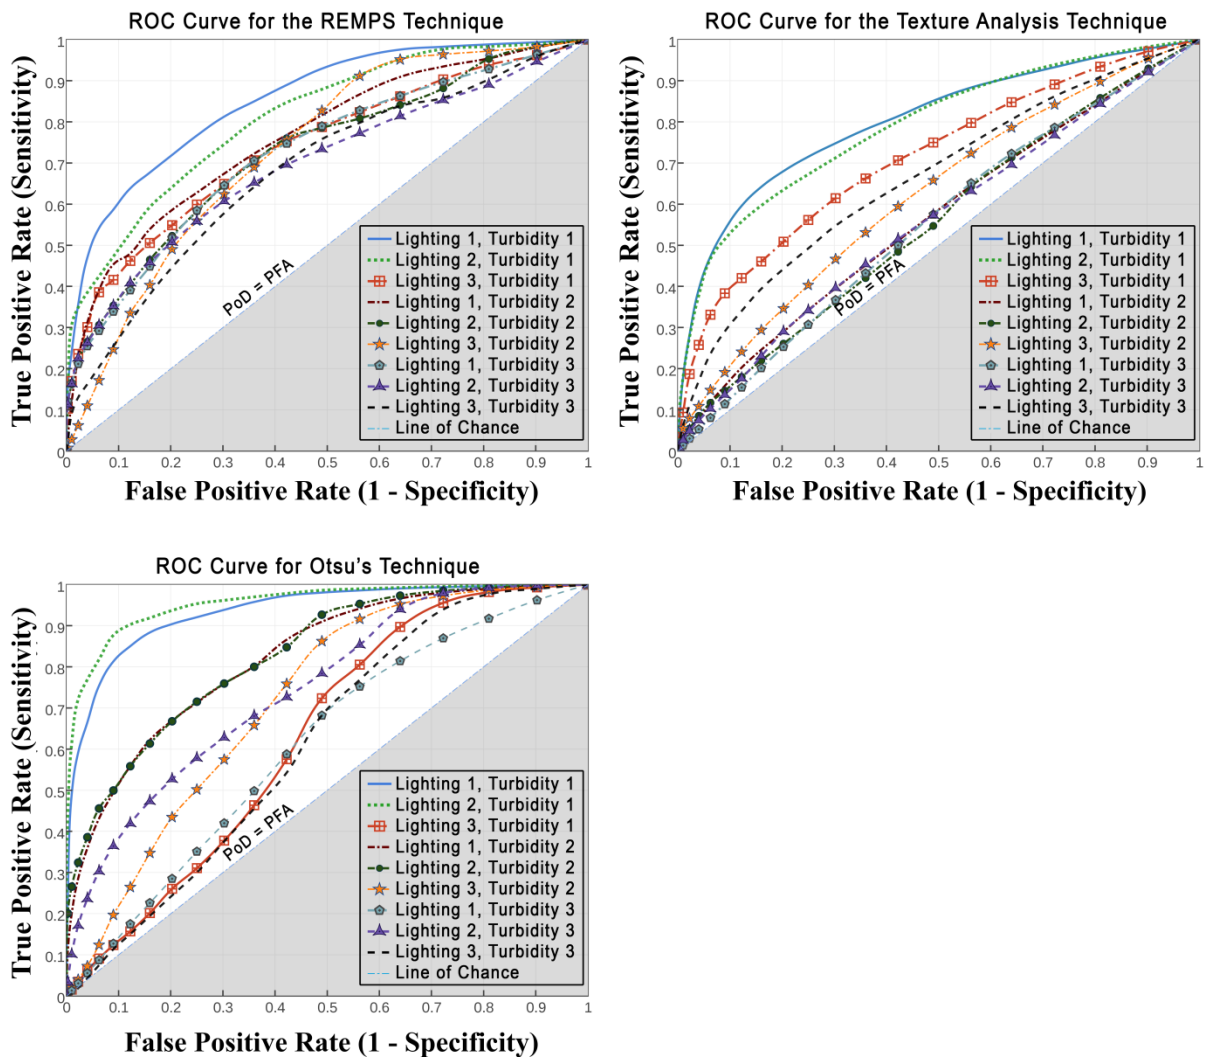 ROC Curve for the REMPS Technique
True Positive Rate (Sensitivity)
1
0.9
0.8
0.7
0.6
0.5
0.4
0.3
0.2
0.1
0
PoD = PFA
Lighting 1, Turbidity 1
Lighting 2, Turbidity 1
Lighting 3, Turbidity 1
Lighting 1, Turbidity 2
Lighting 2, Turbidity 2
Lighting 3, Turbidity 2
Lighting 1, Turbidity 3
Lighting 2, Turbidity 3
Lighting 3, Turbidity 3
Line of Chance
0 0.1 0.2 0.3 0.4 0.5 0.6 0.7 0.8 0.9 1
False Positive Rate (1 - Specificity)
ROC Curve for the Texture Analysis Technique
True Positive Rate (Sensitivity)
1
0.9
0.8
0.7
0.6
0.5
0.4
0.3
0.2
0.1
0
PoD = PFA
Lighting 1, Turbidity 1
Lighting 2, Turbidity 1
Lighting 3, Turbidity 1
Lighting 1, Turbidity 2
Lighting 2, Turbidity 2
Lighting 3, Turbidity 2
Lighting 1, Turbidity 3
Lighting 2, Turbidity 3
Lighting 3, Turbidity 3
Line of Chance
0 0.1 0.2 0.3 0.4 0.5 0.6 0.7 0.8 0.9 1
False Positive Rate (1 - Specificity)
ROC Curve for Otsu's Technique
True Positive Rate (Sensitivity)
1
0.9
0.8
0.7
0.6
0.5
0.4
0.3
0.2
0.1
0
PoD = PFA
Lighting 1, Turbidity 1
Lighting 2, Turbidity 1
Lighting 3, Turbidity 1
Lighting 1, Turbidity 2
Lighting 2, Turbidity 2
Lighting 3, Turbidity 2
Lighting 1, Turbidity 3
Lighting 2, Turbidity 3
Lighting 3, Turbidity 3
Line of Chance
0 0.1 0.2 0.3 0.4 0.5 0.6 0.7 0.8 0.9 1
False Positive Rate (1 - Specificity)